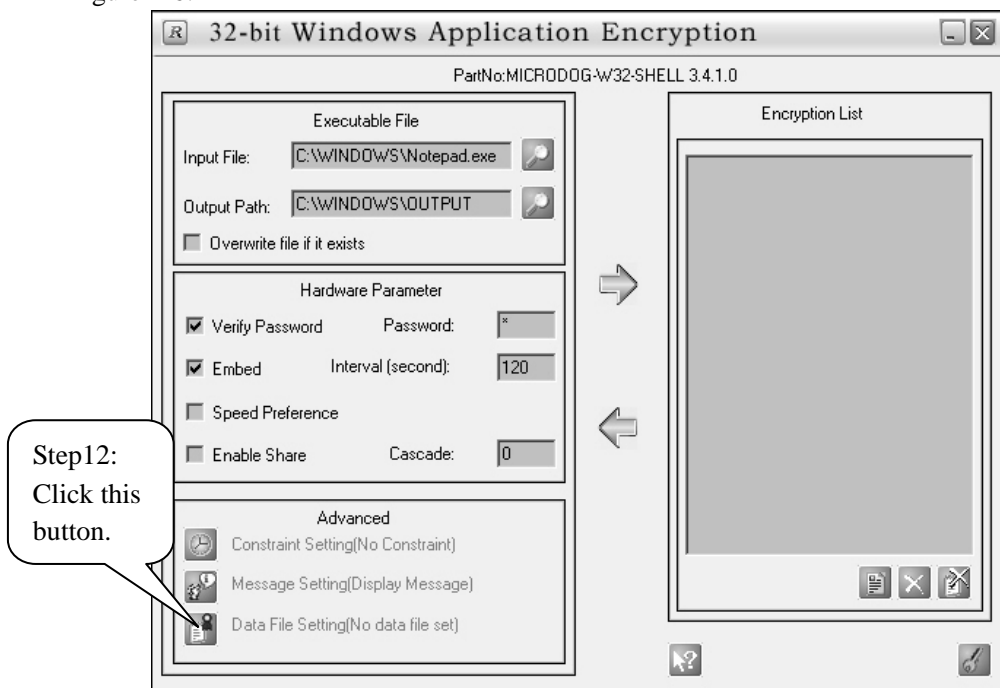 32-bit Windows Application Encryption
PartNo:MICRODOG-W32-SHELL 3.4.1.0
Executable File
Input File: C:\WINDOWS\Notepad.exe
Output Path: C:\WINDOWS\OUTPUT
Overwrite file if it exists
Hardware Parameter
Verify Password Password: *
Embed Interval (second): 120
Speed Preference
Enable Share Cascade: 0
Step12:
Click this
button.
Advanced
Constraint Setting(No Constraint)
Message Setting(Display Message)
Data File Setting(No data file set)
Encryption List